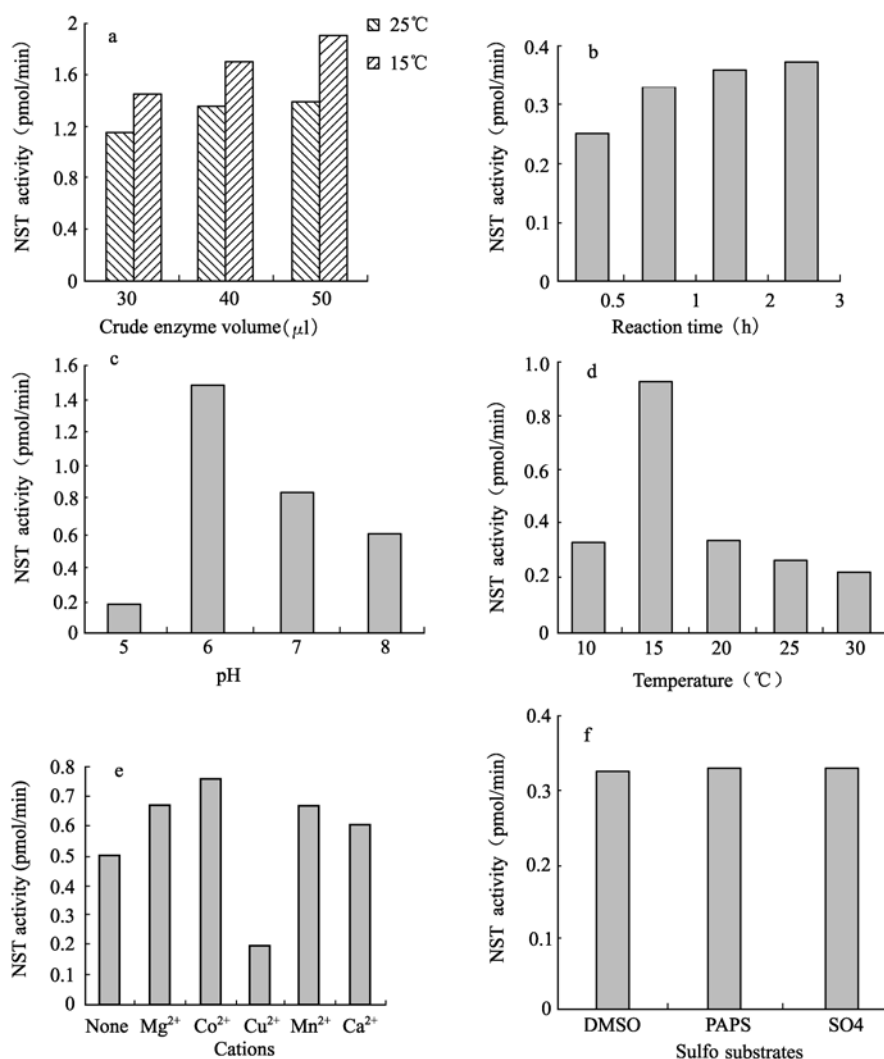 a
25℃
15℃
NST activity (pmol/min)
2
1.6
1.2
0.8
0.4
0
30 40 50
Crude enzyme volume(μl)
b
NST activity (pmol/min)
0.4
0.3
0.2
0.1
0
0.5 1 2 3
Reaction time (h)
c
NST activity (pmol/min)
1.6
1.4
1.2
1.0
0.8
0.6
0.4
0.2
0
5 6 7 8
pH
d
NST activity (pmol/min)
1.0
0.8
0.6
0.4
0.2
0
10 15 20 25 30
Temperature (℃)
e
NST activity (pmol/min)
0.8
0.7
0.6
0.5
0.4
0.3
0.2
0.1
0
None Mg²⁺ Co²⁺ Cu²⁺ Mn²⁺ Ca²⁺
Cations
f
NST activity (pmol/min)
0.4
0.3
0.2
0.1
0
DMSO PAPS SO4
Sulfo substrates